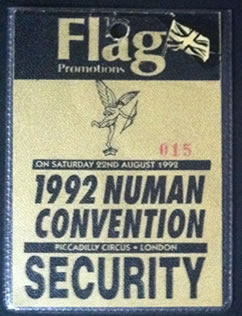 Flag
Promotions
015
ON SATURDAY 22ND AUGUST 1992
1992 NUMAN
CONVENTION
PICCADILLY CIRCUS • LONDON
SECURITY